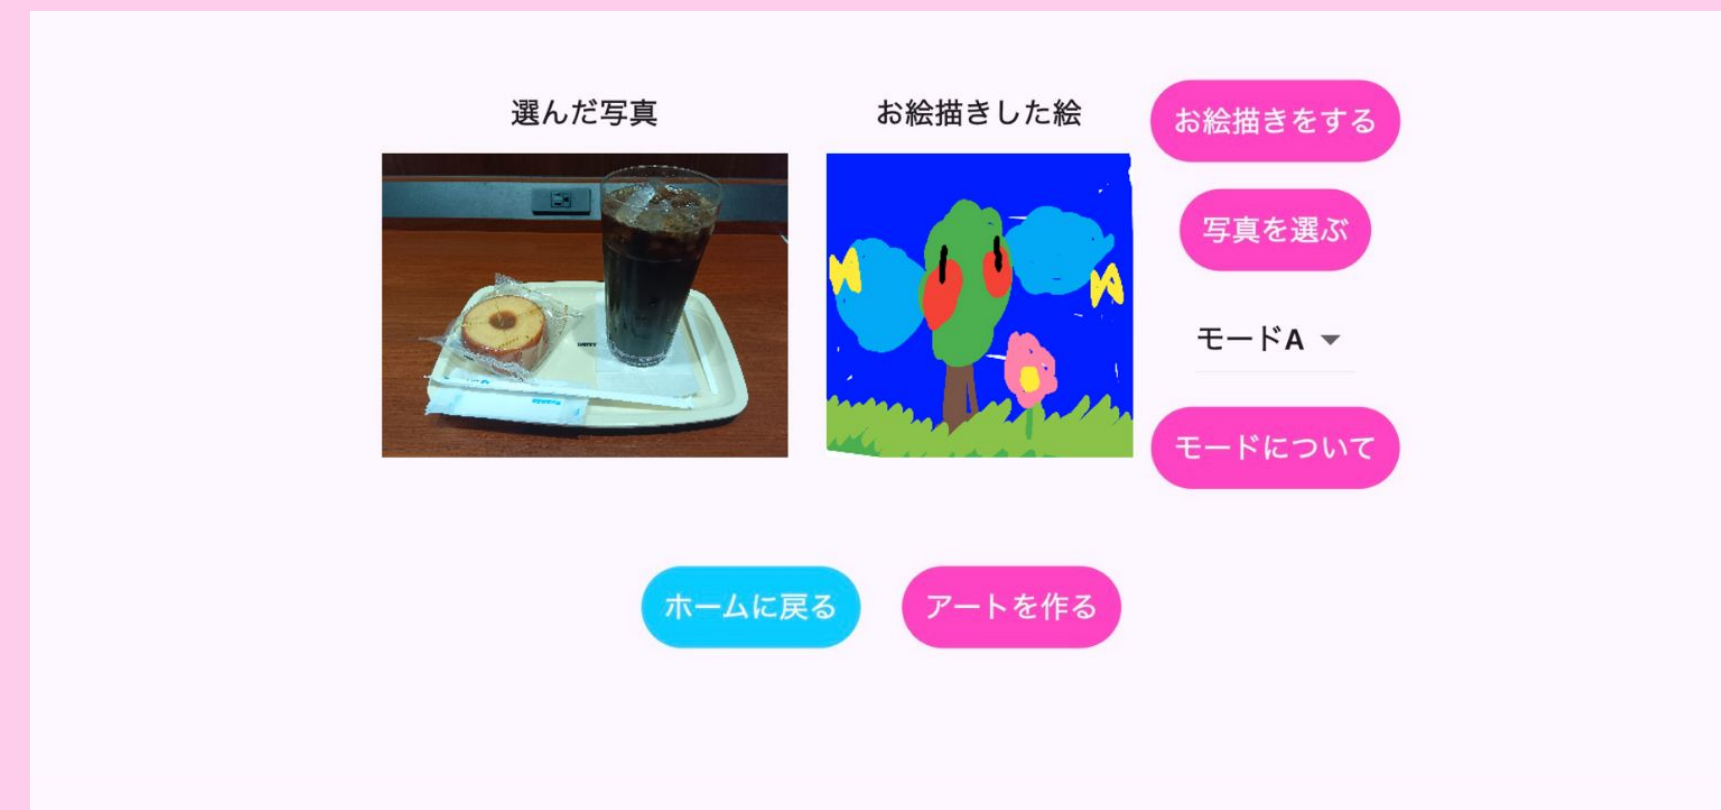 選んだ写真
お絵描きした絵
お絵描きをする
写真を選ぶ
モードA
モードについて
ホームに戻る
アートを作る